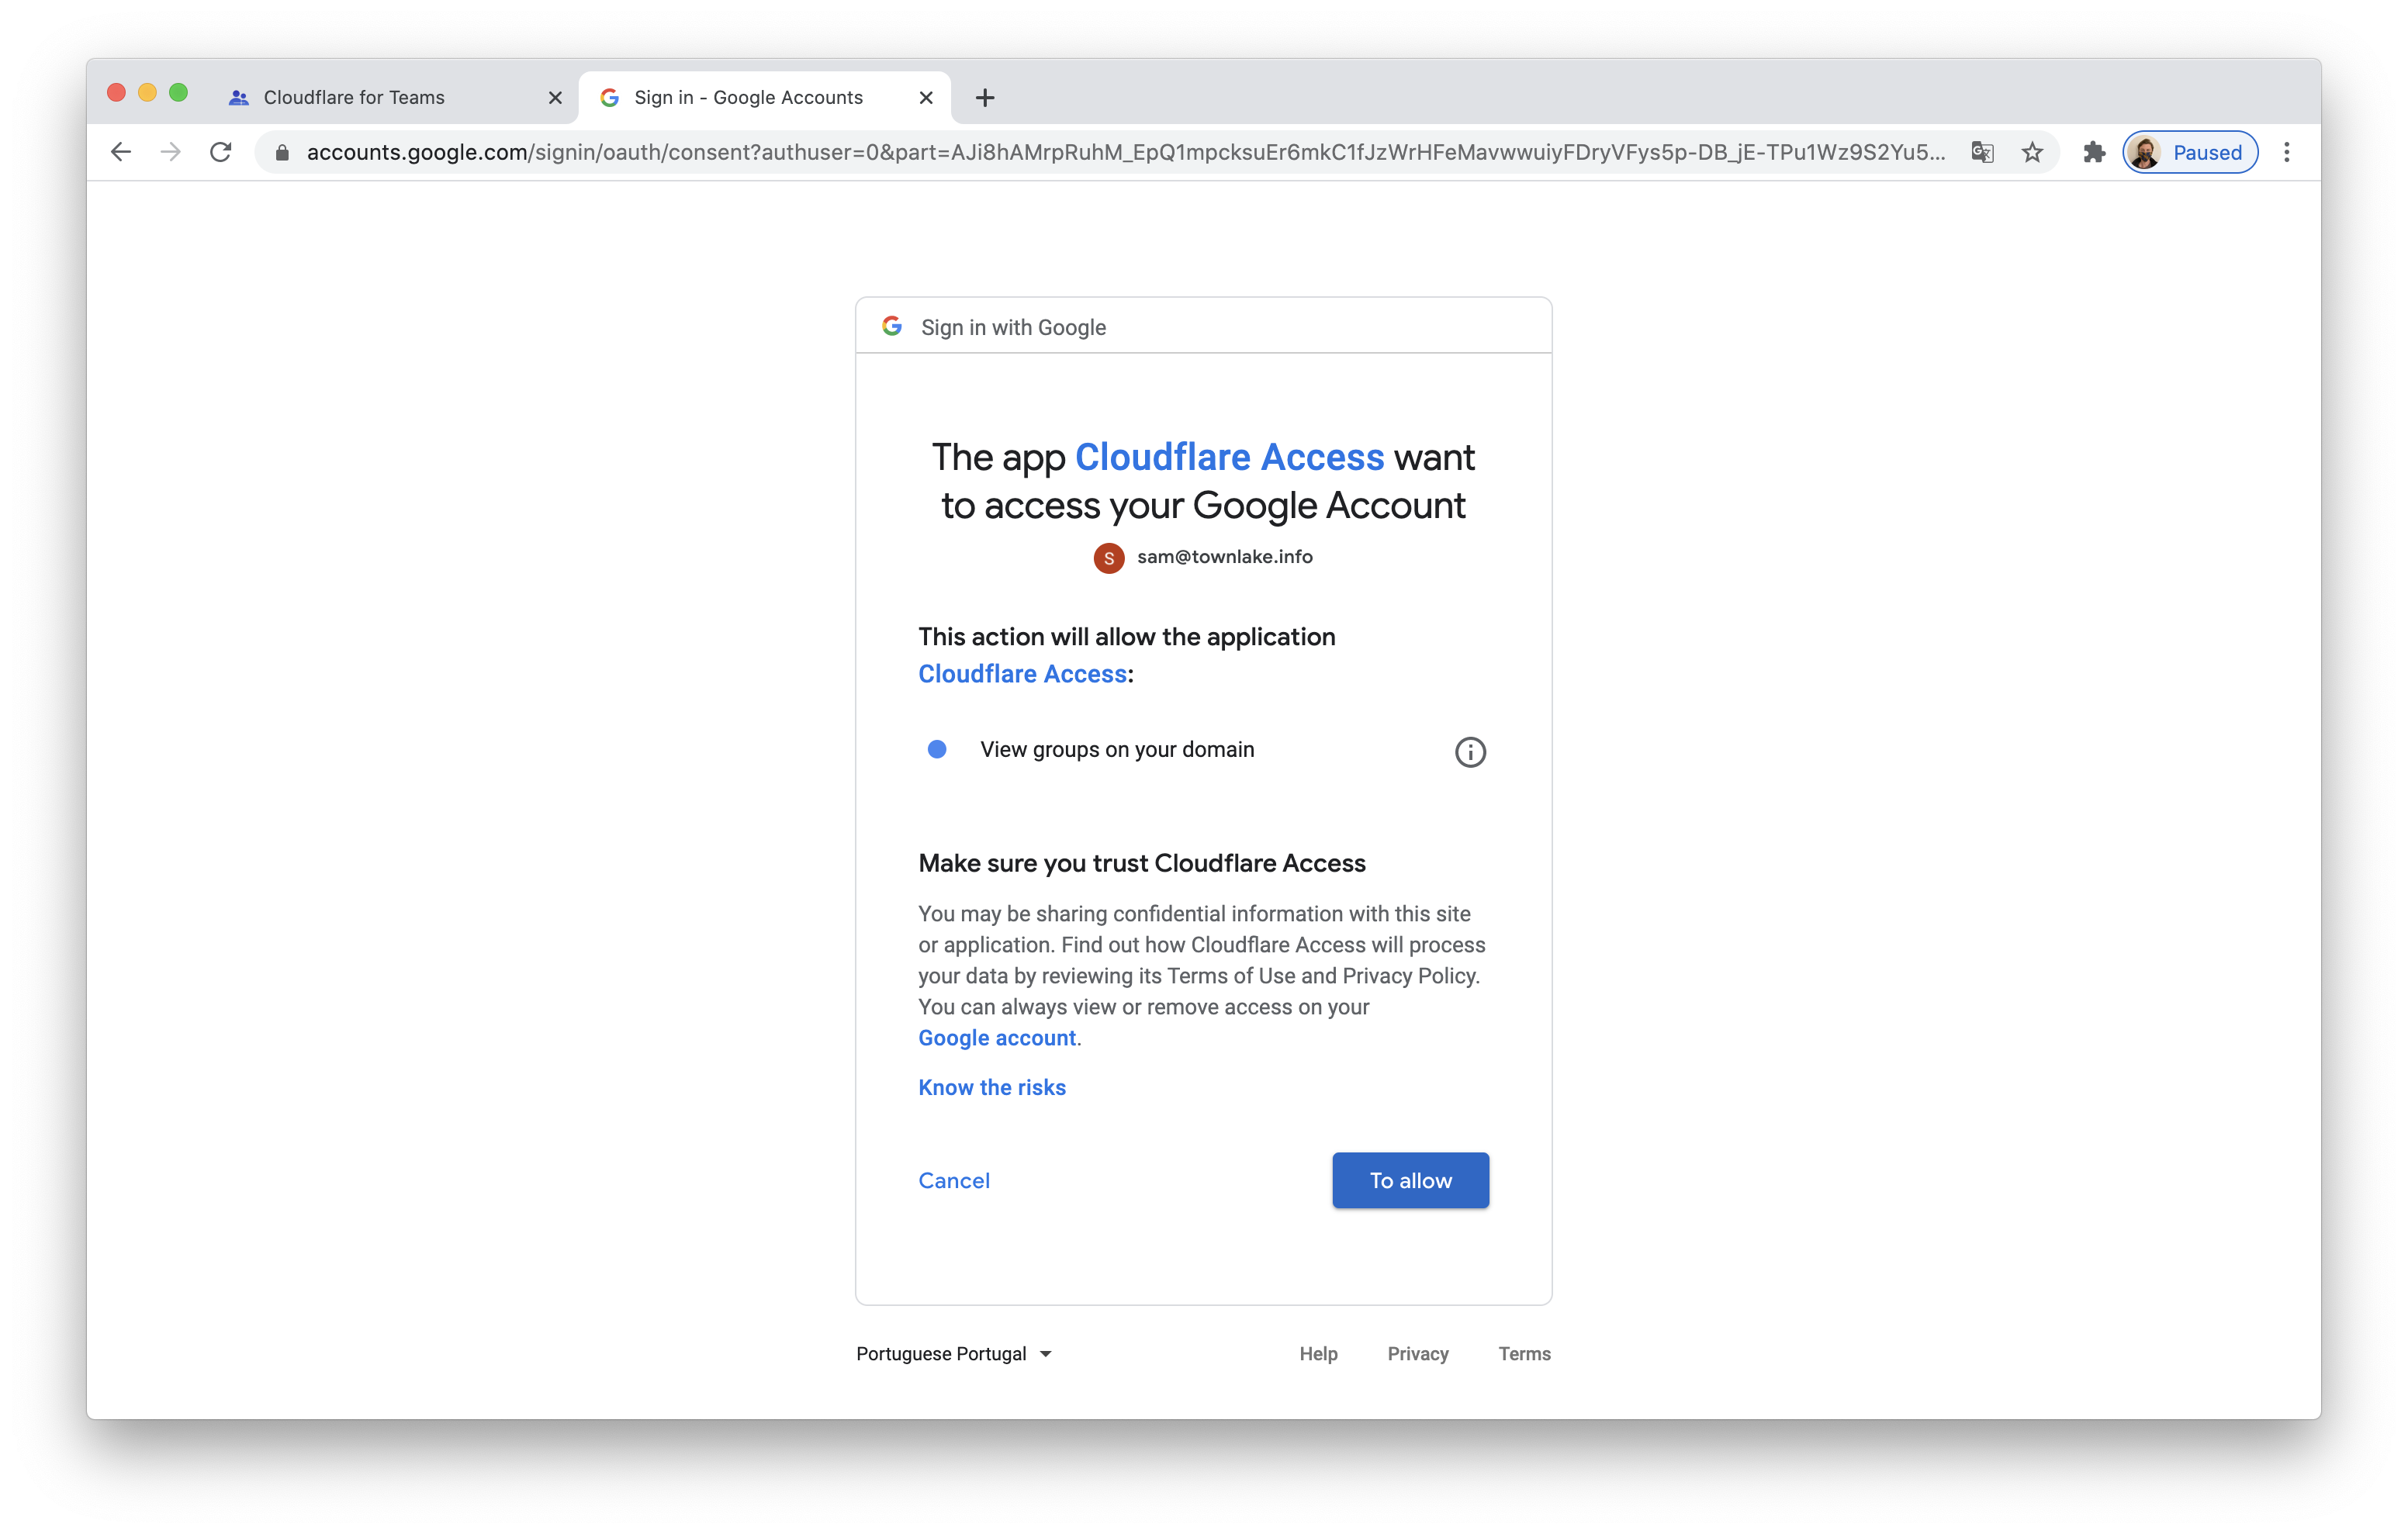 Cloudflare for Teams
Sign in - Google Accounts
accounts.google.com/signin/oauth/consent?authuser=0&part=AJi8hAMrpRuhM_EpQ1mpcksuEr6mkC1fJzWrHFeMavwwuiyFDryVFys5p-DB_jE-TPu1Wz9S2Yu5...
Paused
Sign in with Google
The app Cloudflare Access want
to access your Google Account
S sam@townlake.info
This action will allow the application
Cloudflare Access:
View groups on your domain
Make sure you trust Cloudflare Access
You may be sharing confidential information with this site
or application. Find out how Cloudflare Access will process
your data by reviewing its Terms of Use and Privacy Policy.
You can always view or remove access on your
Google account.
Know the risks
Cancel
To allow
Portuguese Portugal
Help
Privacy
Terms